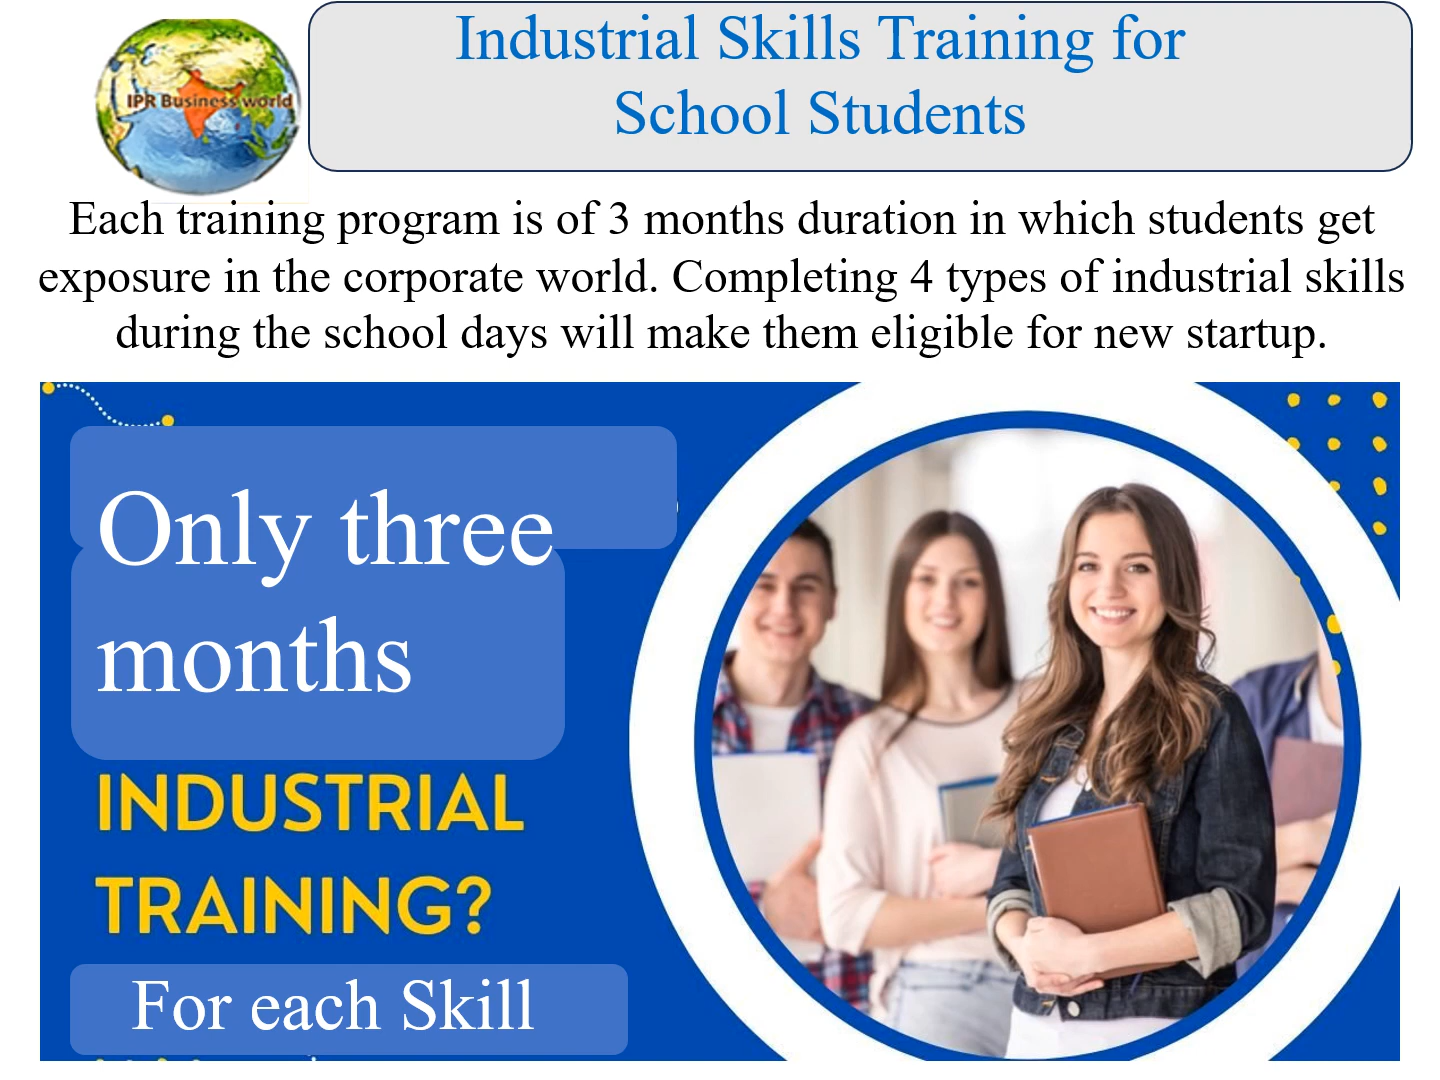 Industrial Skills Training for
School Students
IPR Business world
Each training program is of 3 months duration in which students get
exposure in the corporate world. Completing 4 types of industrial skills
during the school days will make them eligible for new startup.
Only three
months
INDUSTRIAL
TRAINING?
For each Skill